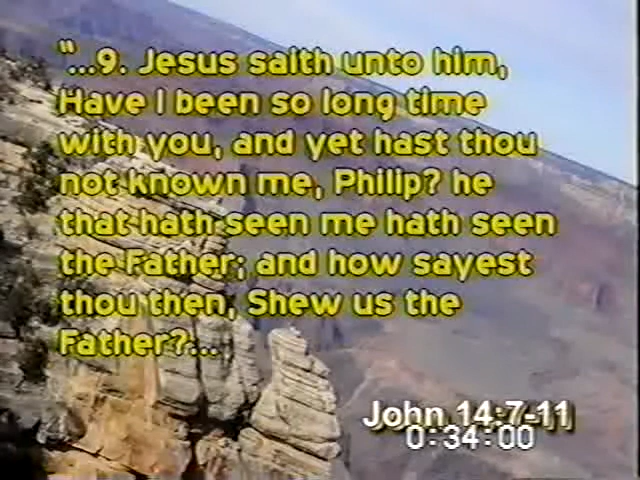 “...9. Jesus saith unto him,
Have I been so long time
with you, and yet hast thou
not known me, Philip? he
that hath seen me hath seen
the Father; and how sayest
thou then, Shew us the
Father?...
John 14:7-11
0:34:00